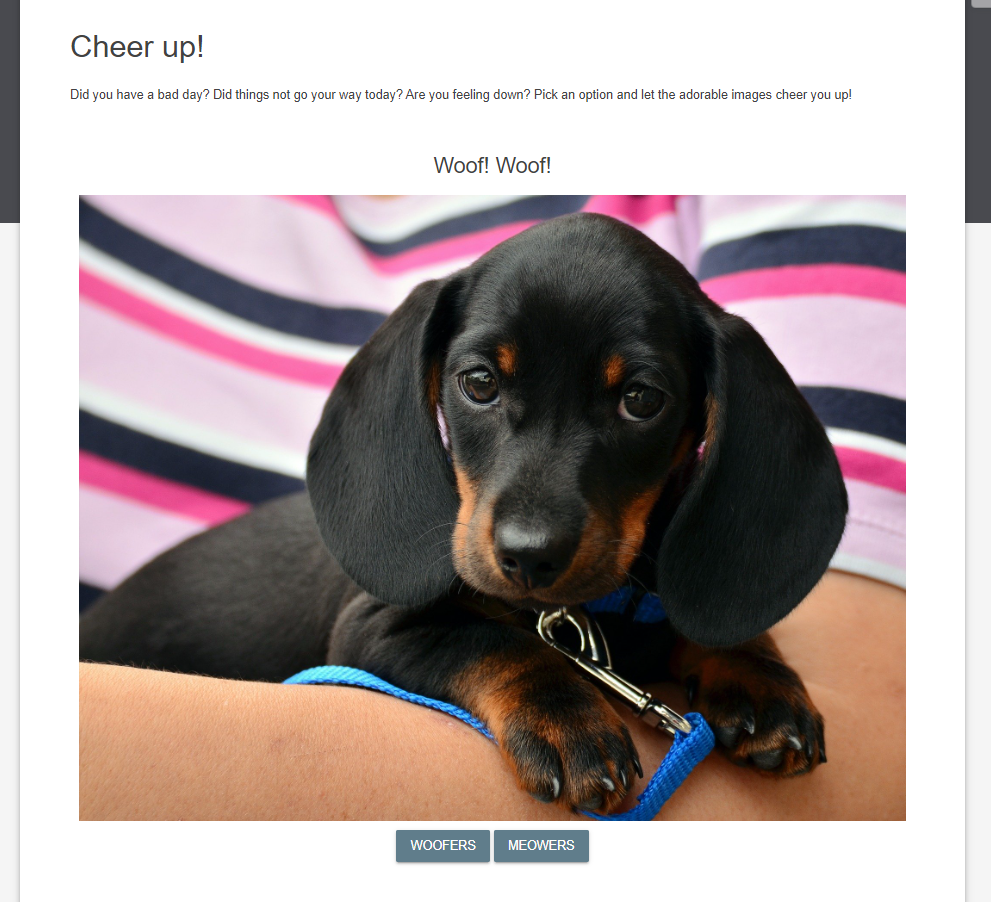 Cheer up!
Did you have a bad day? Did things not go your way today? Are you feeling down? Pick an option and let the adorable images cheer you up!
Woof! Woof!
WOOFERS MEOWERS